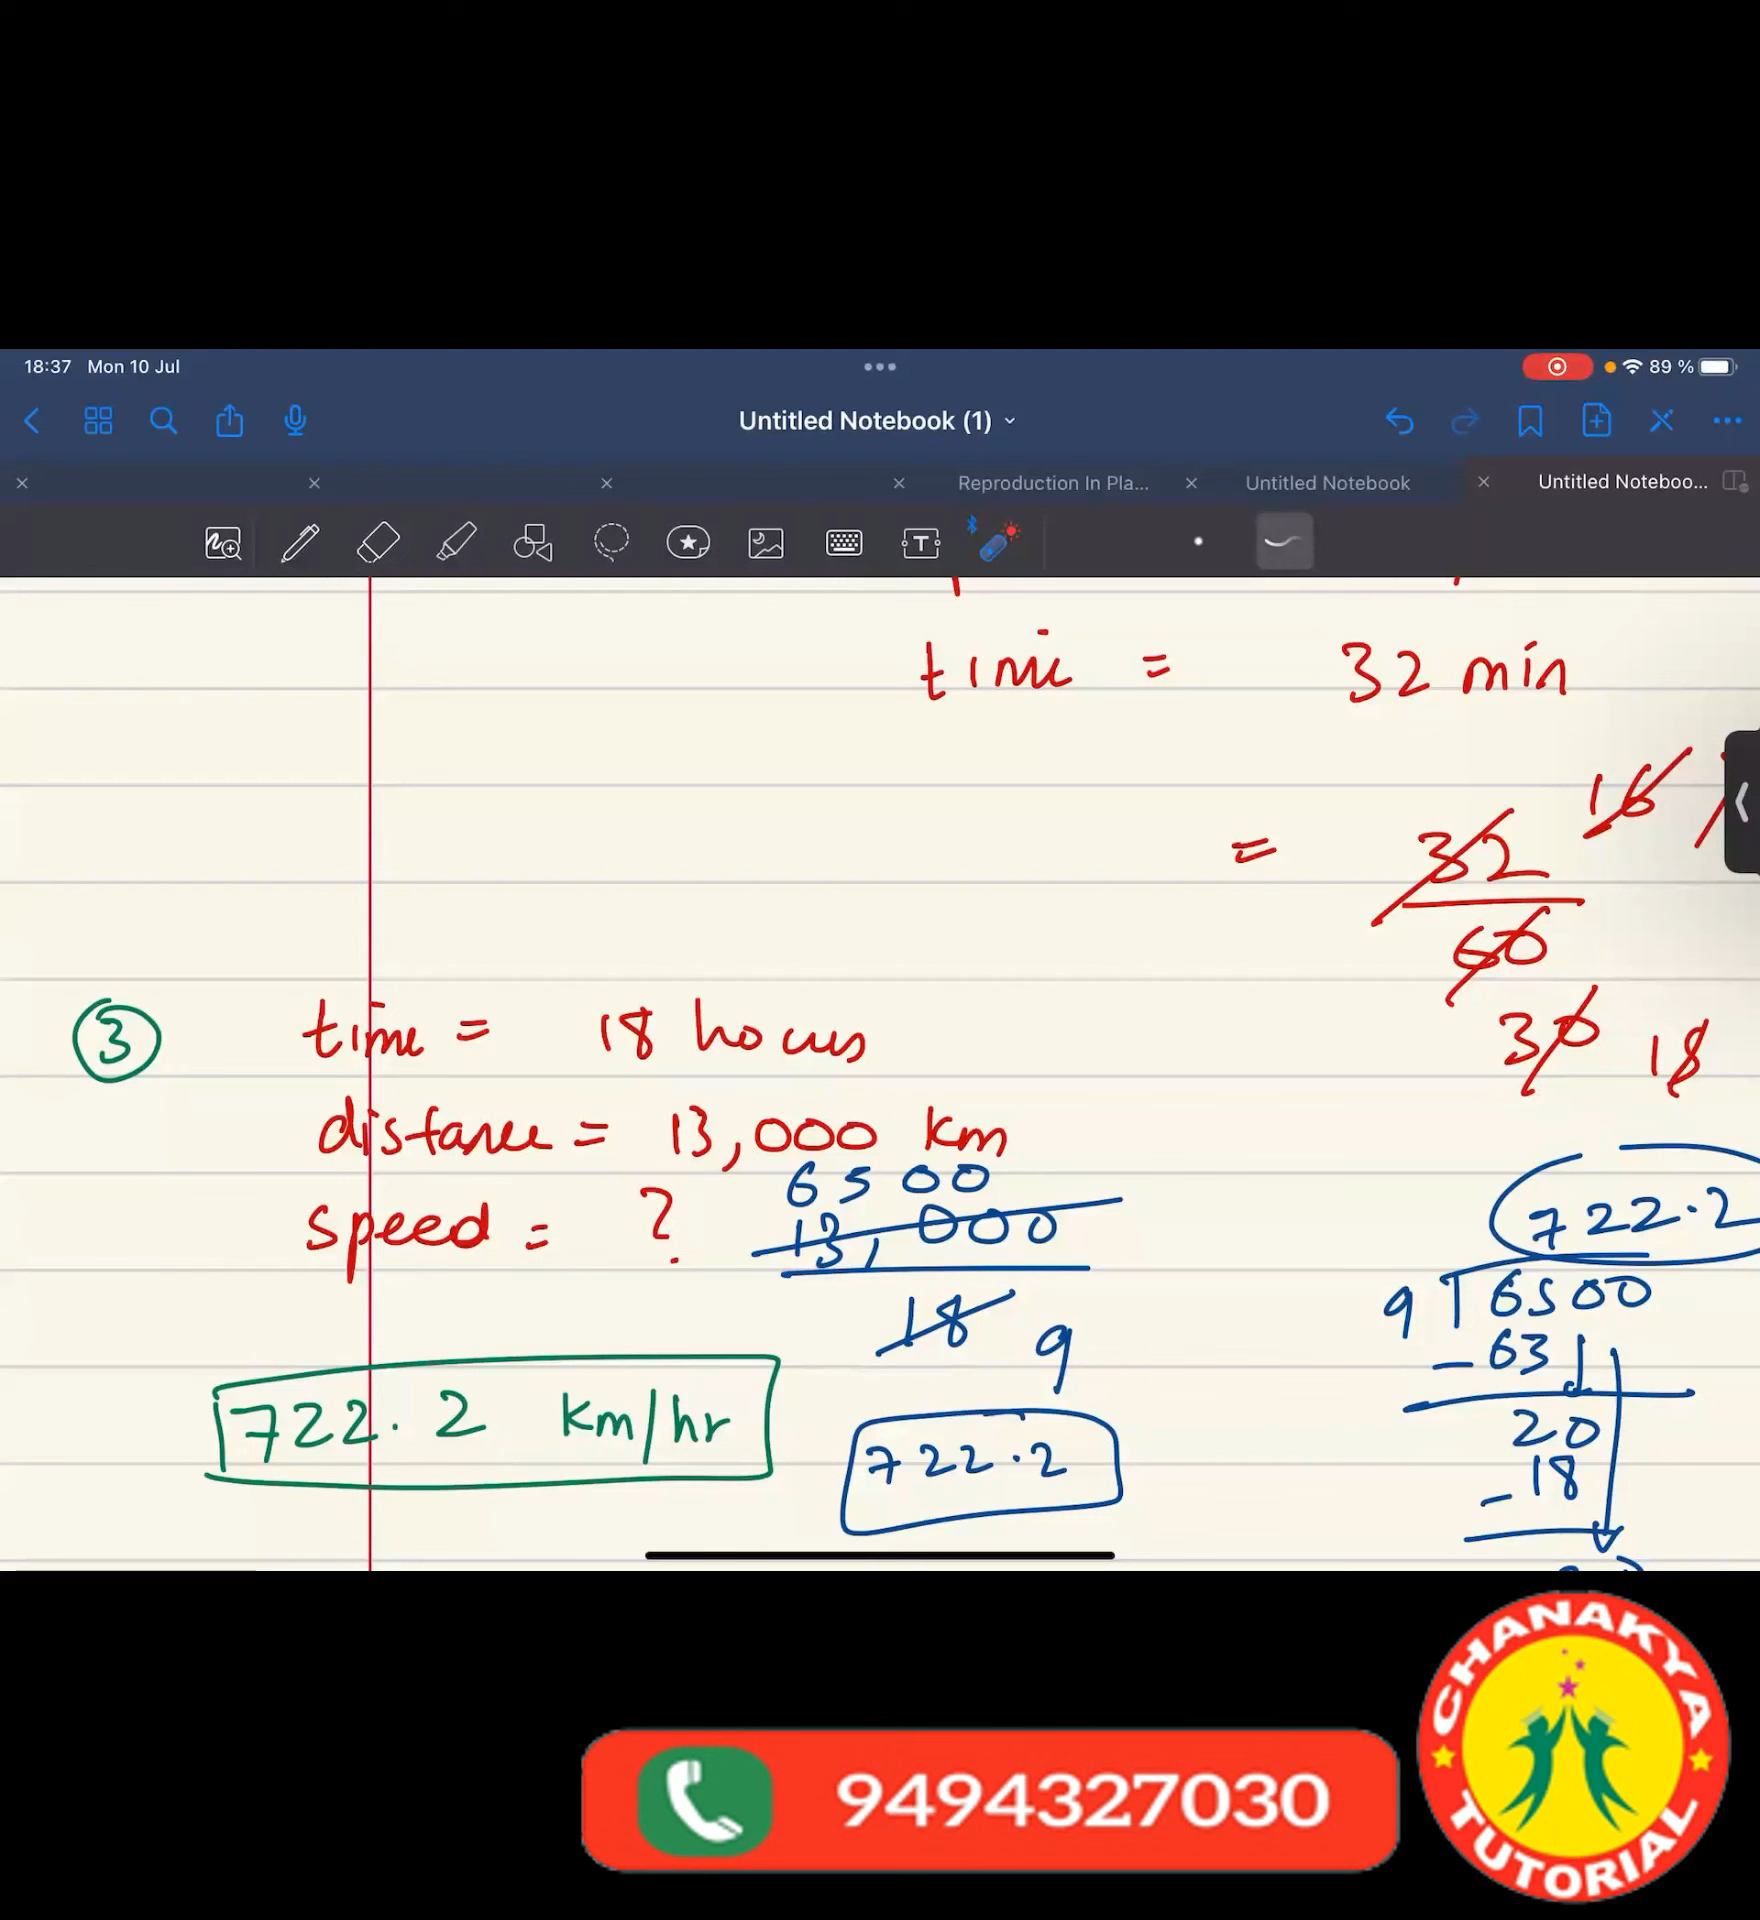 18:37 Mon 10 Jul
89 %
Untitled Notebook (1)
Reproduction In Pla...
Untitled Notebook
Untitled Noteboo...
time = 32 min
= 32 16
60
30 18
3 time = 18 hours
distance = 13,000 km
speed = ?
6500
13,000
18 9
722.2
722.2 km/hr
722.2
9 6500
- 63
20
- 18
9494327030
CHANAKYA
TUTORIAL